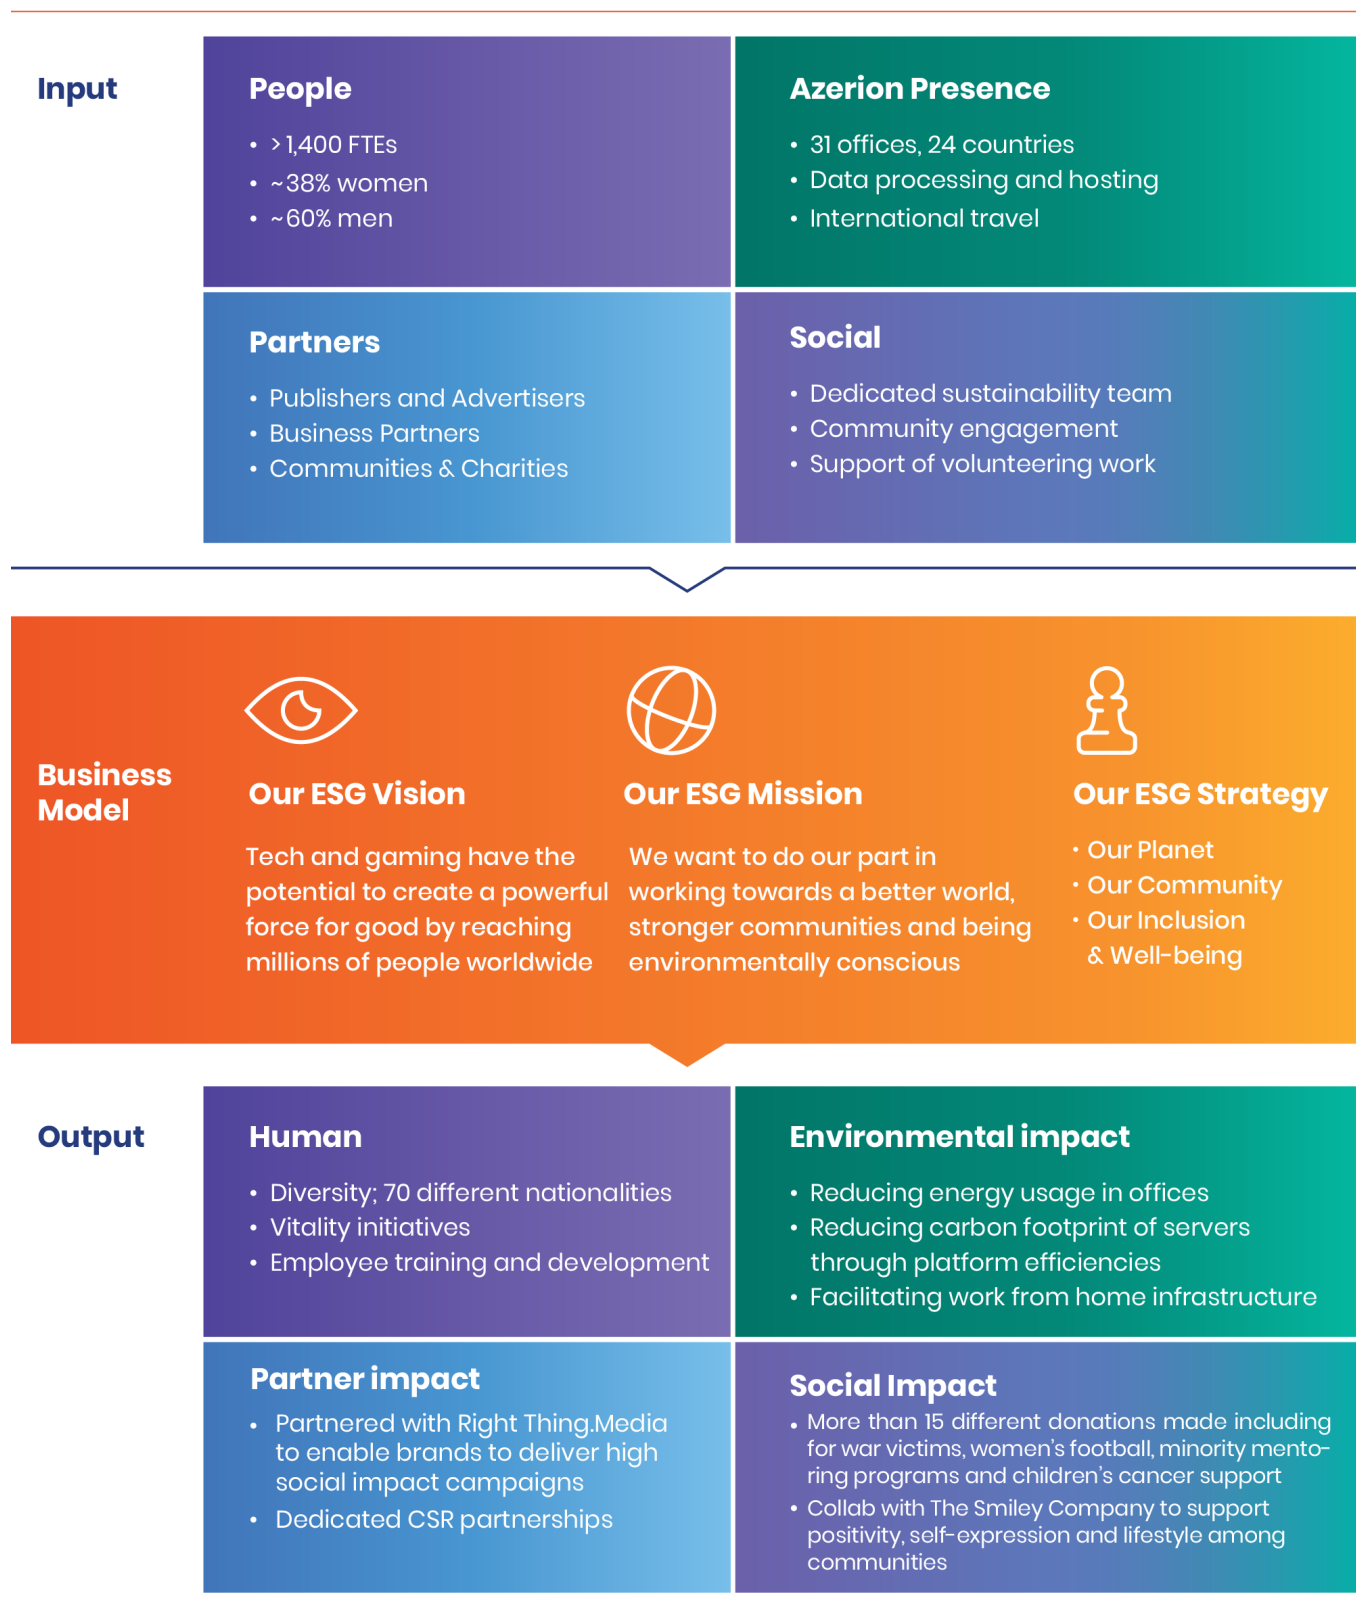 Input
People
• > 1,400 FTEs
• ~38% women
• ~60% men
Azerion Presence
• 31 offices, 24 countries
• Data processing and hosting
• International travel
Partners
• Publishers and Advertisers
• Business Partners
• Communities & Charities
Social
• Dedicated sustainability team
• Community engagement
• Support of volunteering work
Business
Model
Our ESG Vision
Tech and gaming have the
potential to create a powerful
force for good by reaching
millions of people worldwide
Our ESG Mission
We want to do our part in
working towards a better world,
stronger communities and being
environmentally conscious
Our ESG Strategy
• Our Planet
• Our Community
• Our Inclusion
& Well-being
Output
Human
• Diversity; 70 different nationalities
• Vitality initiatives
• Employee training and development
Environmental impact
• Reducing energy usage in offices
• Reducing carbon footprint of servers
through platform efficiencies
• Facilitating work from home infrastructure
Partner impact
• Partnered with Right Thing.Media
to enable brands to deliver high
social impact campaigns
• Dedicated CSR partnerships
Social Impact
• More than 15 different donations made including
for war victims, women's football, minority mento-
ring programs and children's cancer support
• Collab with The Smiley Company to support
positivity, self-expression and lifestyle among
communities